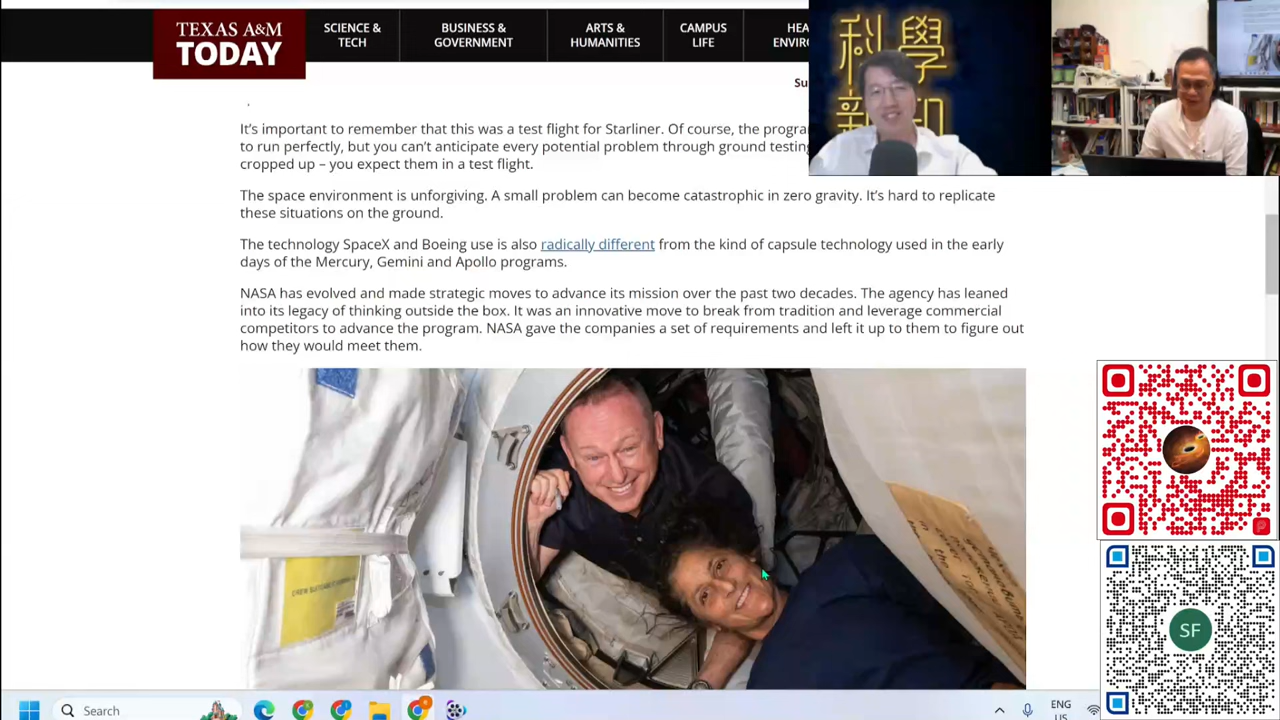 TEXAS A&M
TODAY
SCIENCE &
TECH
BUSINESS &
GOVERNMENT
ARTS &
HUMANITIES
CAMPUS
LIFE
HEA
ENVIRO
Su
科學
新知
It's important to remember that this was a test flight for Starliner. Of course, the progra
to run perfectly, but you can't anticipate every potential problem through ground testing
cropped up – you expect them in a test flight.
The space environment is unforgiving. A small problem can become catastrophic in zero gravity. It's hard to replicate
these situations on the ground.
The technology SpaceX and Boeing use is also radically different from the kind of capsule technology used in the early
days of the Mercury, Gemini and Apollo programs.
NASA has evolved and made strategic moves to advance its mission over the past two decades. The agency has leaned
into its legacy of thinking outside the box. It was an innovative move to break from tradition and leverage commercial
competitors to advance the program. NASA gave the companies a set of requirements and left it up to them to figure out
how they would meet them.
SF
Search
ENG
US